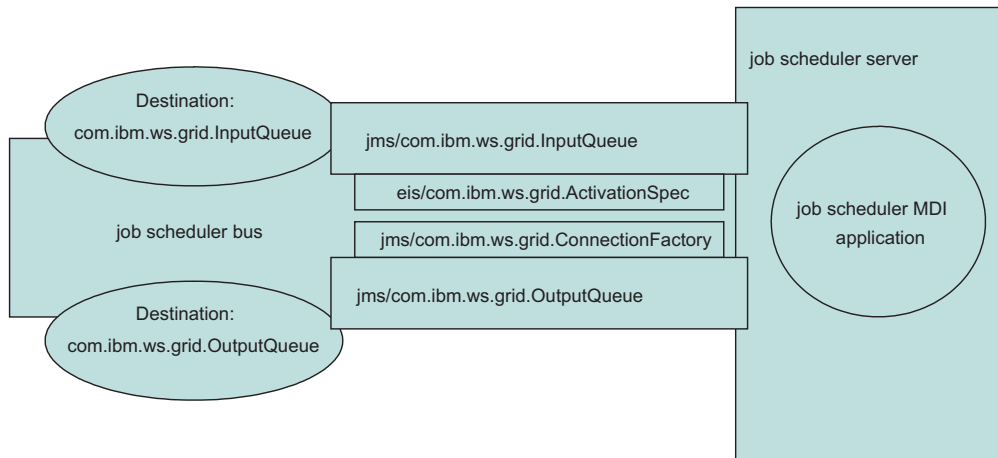 job scheduler server
Destination:
com.ibm.ws.grid.InputQueue
jms/com.ibm.ws.grid.InputQueue
eis/com.ibm.ws.grid.ActivationSpec
job scheduler MDI
application
job scheduler bus
jms/com.ibm.ws.grid.ConnectionFactory
jms/com.ibm.ws.grid.OutputQueue
Destination:
com.ibm.ws.grid.OutputQueue